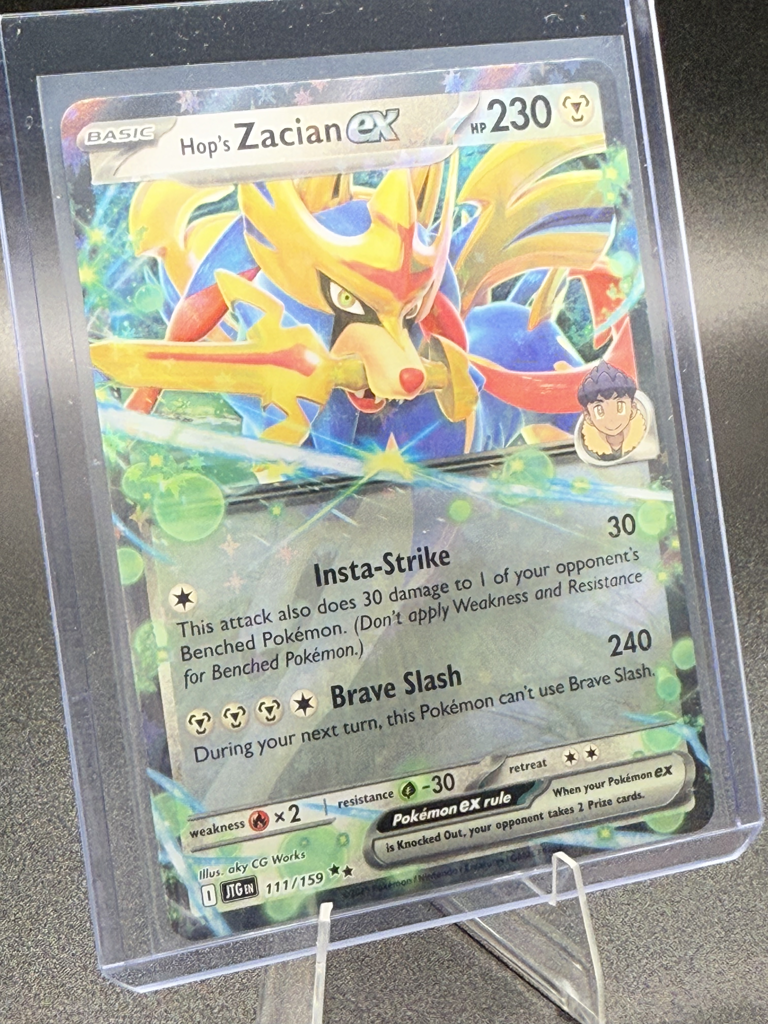 BASIC Hop's Zacian ex HP 230
Insta-Strike 30
This attack also does 30 damage to 1 of your opponent's
Benched Pokémon. (Don't apply Weakness and Resistance
for Benched Pokémon.)
Brave Slash 240
During your next turn, this Pokémon can't use Brave Slash.
weakness ×2 resistance -30 retreat
Pokémon ex rule When your Pokémon ex
is Knocked Out, your opponent takes 2 Prize cards.
Illus. aky CG Works
I JTG EN 111/159
Pokémon / Nintendo /